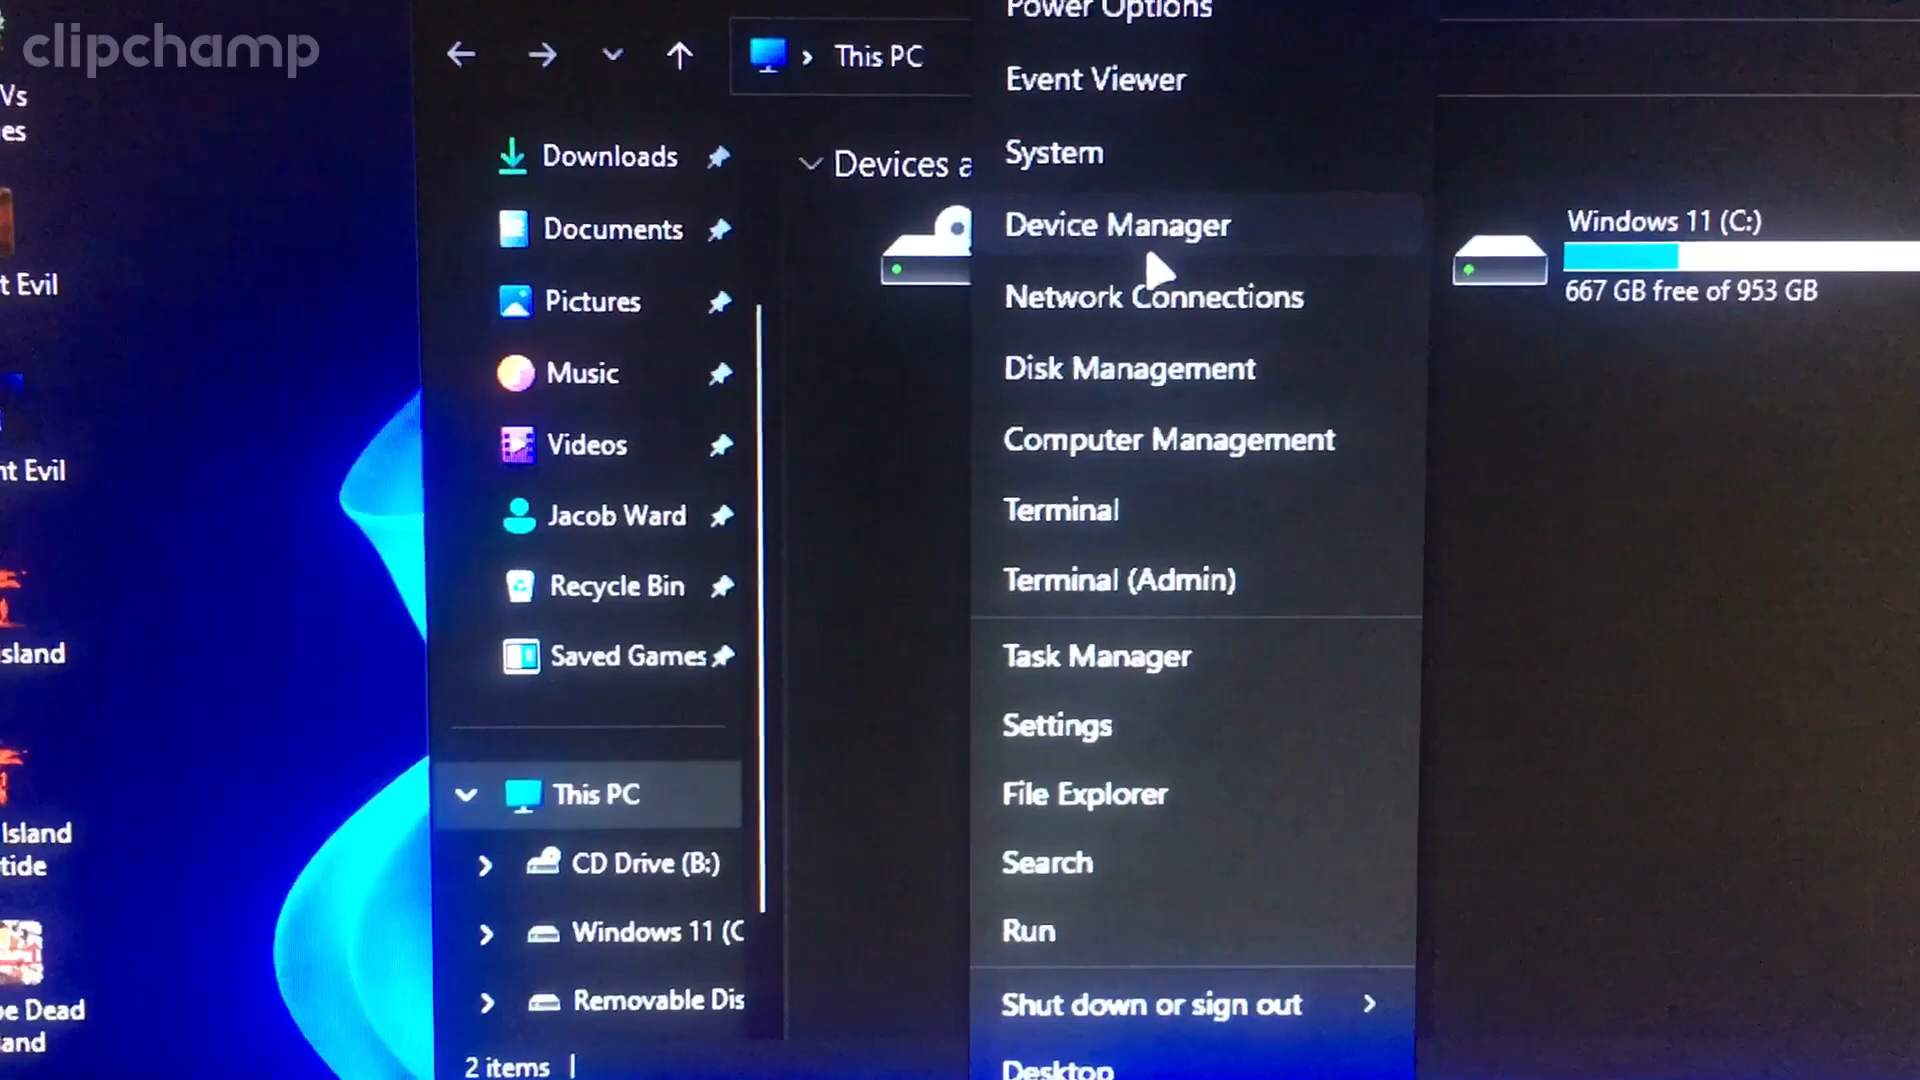 clipchamp
Vs
es
t Evil
nt Evil
sland
Island
tide
e Dead
and
This PC
Downloads
Documents
Pictures
Music
Videos
Jacob Ward
Recycle Bin
Saved Games
This PC
CD Drive (B:)
Windows 11 (C
Removable Dis
2 items
Devices a
Power Options
Event Viewer
System
Device Manager
Network Connections
Disk Management
Computer Management
Terminal
Terminal (Admin)
Task Manager
Settings
File Explorer
Search
Run
Shut down or sign out
Desktop
Windows 11 (C:)
667 GB free of 953 GB